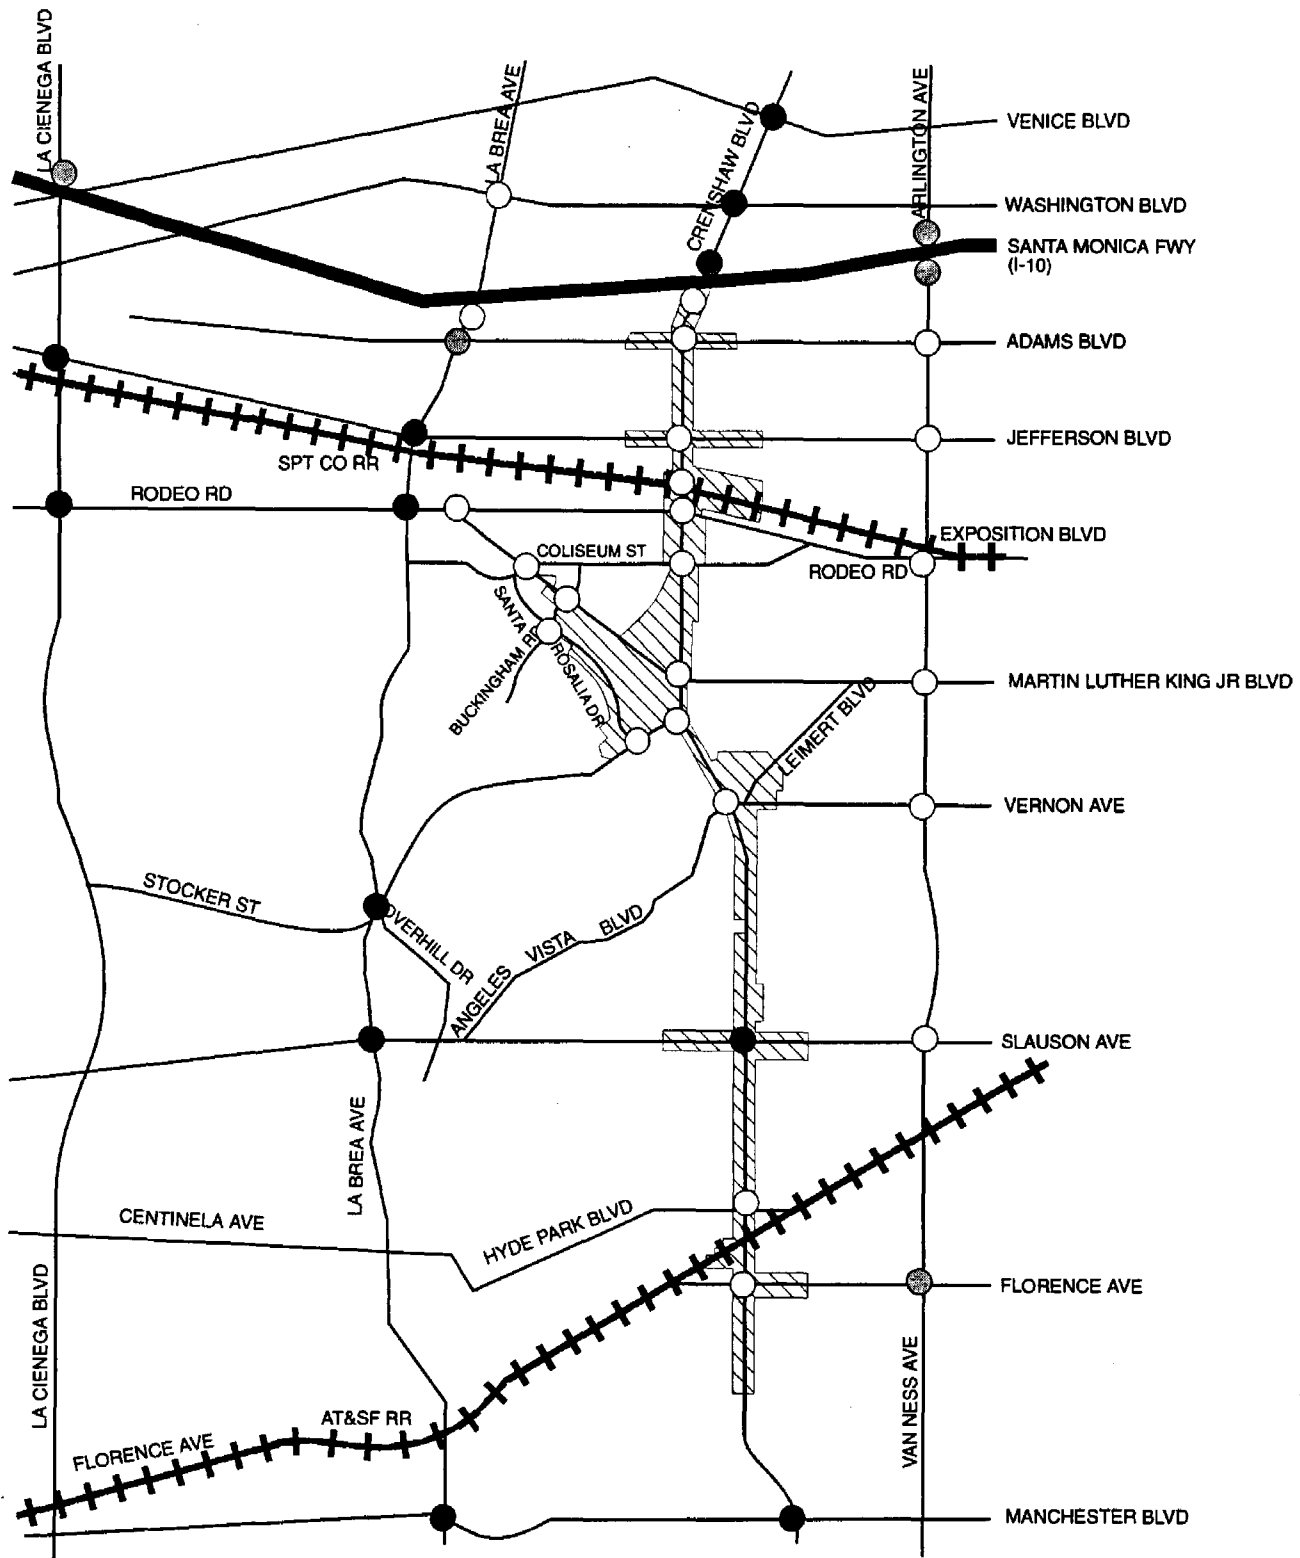 LA CIENEGA BLVD
LA BREA AVE
CRENSHAW BLVD
ARLINGTON AVE
VENICE BLVD
WASHINGTON BLVD
SANTA MONICA FWY
(I-10)
ADAMS BLVD
JEFFERSON BLVD
SPT CO RR
RODEO RD
EXPOSITION BLVD
COLISEUM ST
RODEO RD
SANTA
ROSALIA DR
BUCKINGHAM RD
MARTIN LUTHER KING JR BLVD
LEIMERT BLVD
VERNON AVE
STOCKER ST
OVERHILL DR
ANGELES VISTA BLVD
SLAUSON AVE
LA BREA AVE
CENTINELA AVE
HYDE PARK BLVD
LA CIENEGA BLVD
FLORENCE AVE
VAN NESS AVE
AT&SF RR
FLORENCE AVE
MANCHESTER BLVD